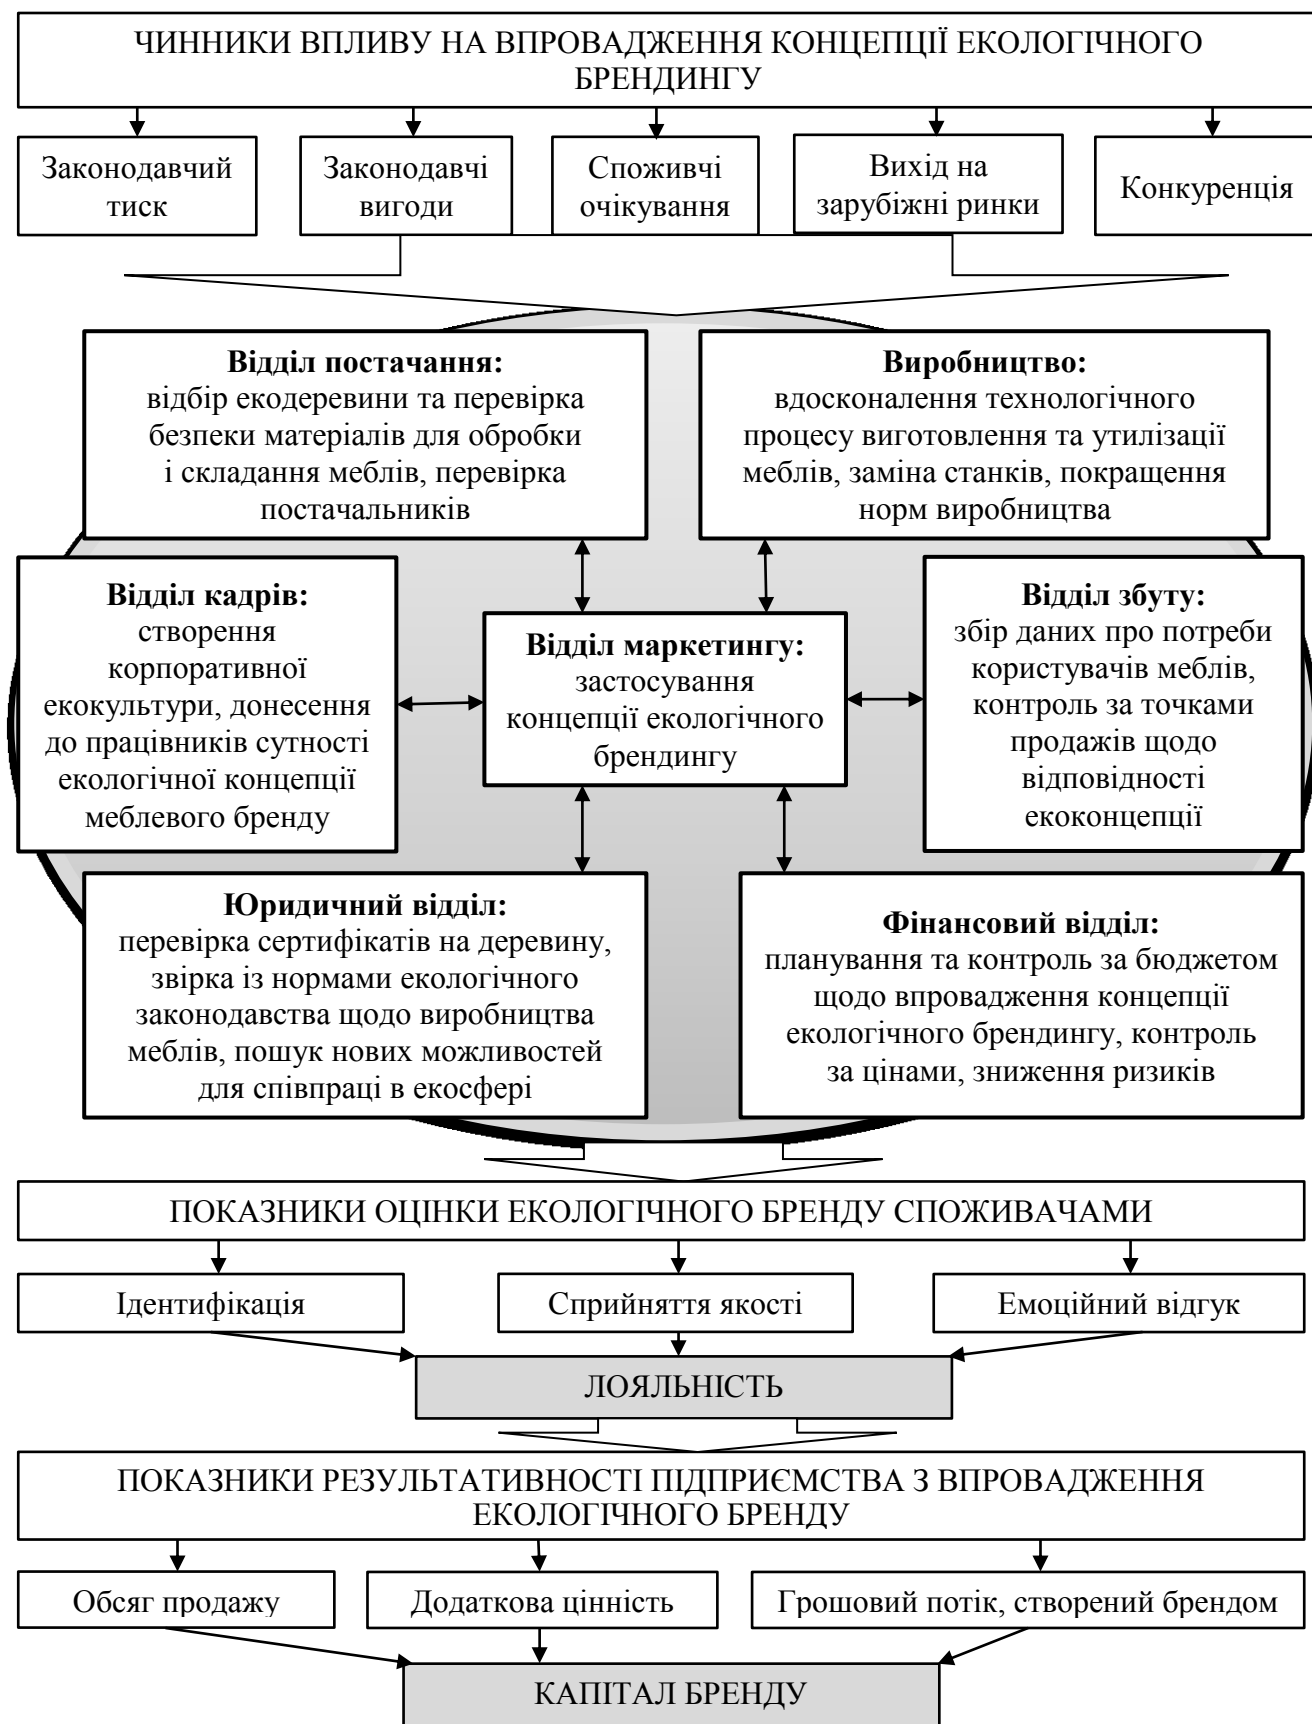 ЧИННИКИ ВПЛИВУ НА ВПРОВАДЖЕННЯ КОНЦЕПЦІЇ ЕКОЛОГІЧНОГО
БРЕНДИНГУ
Законодавчий
тиск
Законодавчі
вигоди
Споживчі
очікування
Вихід на
зарубіжні ринки
Конкуренція
Відділ постачання:
відбір екодеревини та перевірка
безпеки матеріалів для обробки
і складання меблів, перевірка
постачальників
Виробництво:
вдосконалення технологічного
процесу виготовлення та утилізації
меблів, заміна станків, покращення
норм виробництва
Відділ кадрів:
створення
корпоративної
екокультури, донесення
до працівників сутності
екологічної концепції
меблевого бренду
Відділ маркетингу:
застосування
концепції екологічного
брендингу
Відділ збуту:
збір даних про потреби
користувачів меблів,
контроль за точками
продажів щодо
відповідності
екоконцепції
Юридичний відділ:
перевірка сертифікатів на деревину,
звірка із нормами екологічного
законодавства щодо виробництва
меблів, пошук нових можливостей
для співпраці в екосфері
Фінансовий відділ:
планування та контроль за бюджетом
щодо впровадження концепції
екологічного брендингу, контроль
за цінами, зниження ризиків
ПОКАЗНИКИ ОЦІНКИ ЕКОЛОГІЧНОГО БРЕНДУ СПОЖИВАЧАМИ
Ідентифікація
Сприйняття якості
Емоційний відгук
ЛОЯЛЬНІСТЬ
ПОКАЗНИКИ РЕЗУЛЬТАТИВНОСТІ ПІДПРИЄМСТВА З ВПРОВАДЖЕННЯ
ЕКОЛОГІЧНОГО БРЕНДУ
Обсяг продажу
Додаткова цінність
Грошовий потік, створений брендом
КАПІТАЛ БРЕНДУ